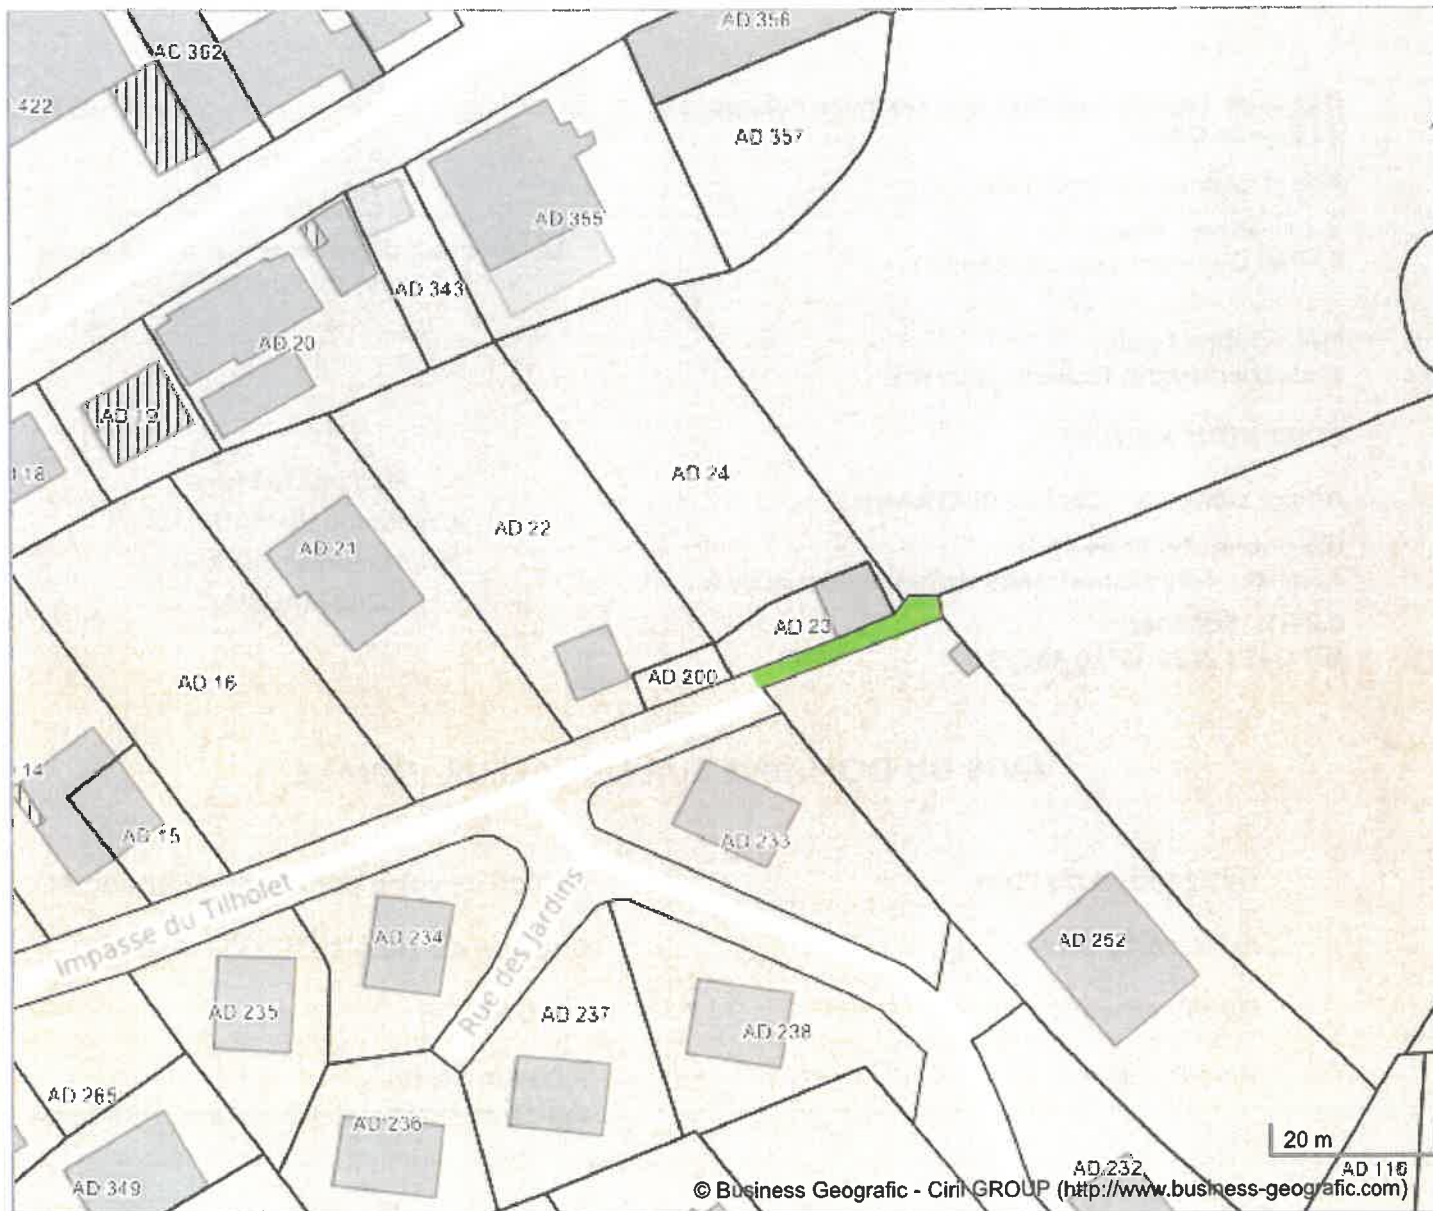 AD 356
AC 362
422
AD 357
AD 355
AD 343
AD 20
AD 19
118
AD 24
AD 22
AD 21
AD 23
AD 200
AD 16
14
AD 15
AD 233
Impasse du Tilholet
Rue des Jardins
AD 234
AD 252
AD 235
AD 237
AD 238
AD 265
AD 236
20 m
AD 232
AD 116
AD 349
© Business Geografic - Ciril GROUP (http://www.business-geografic.com)